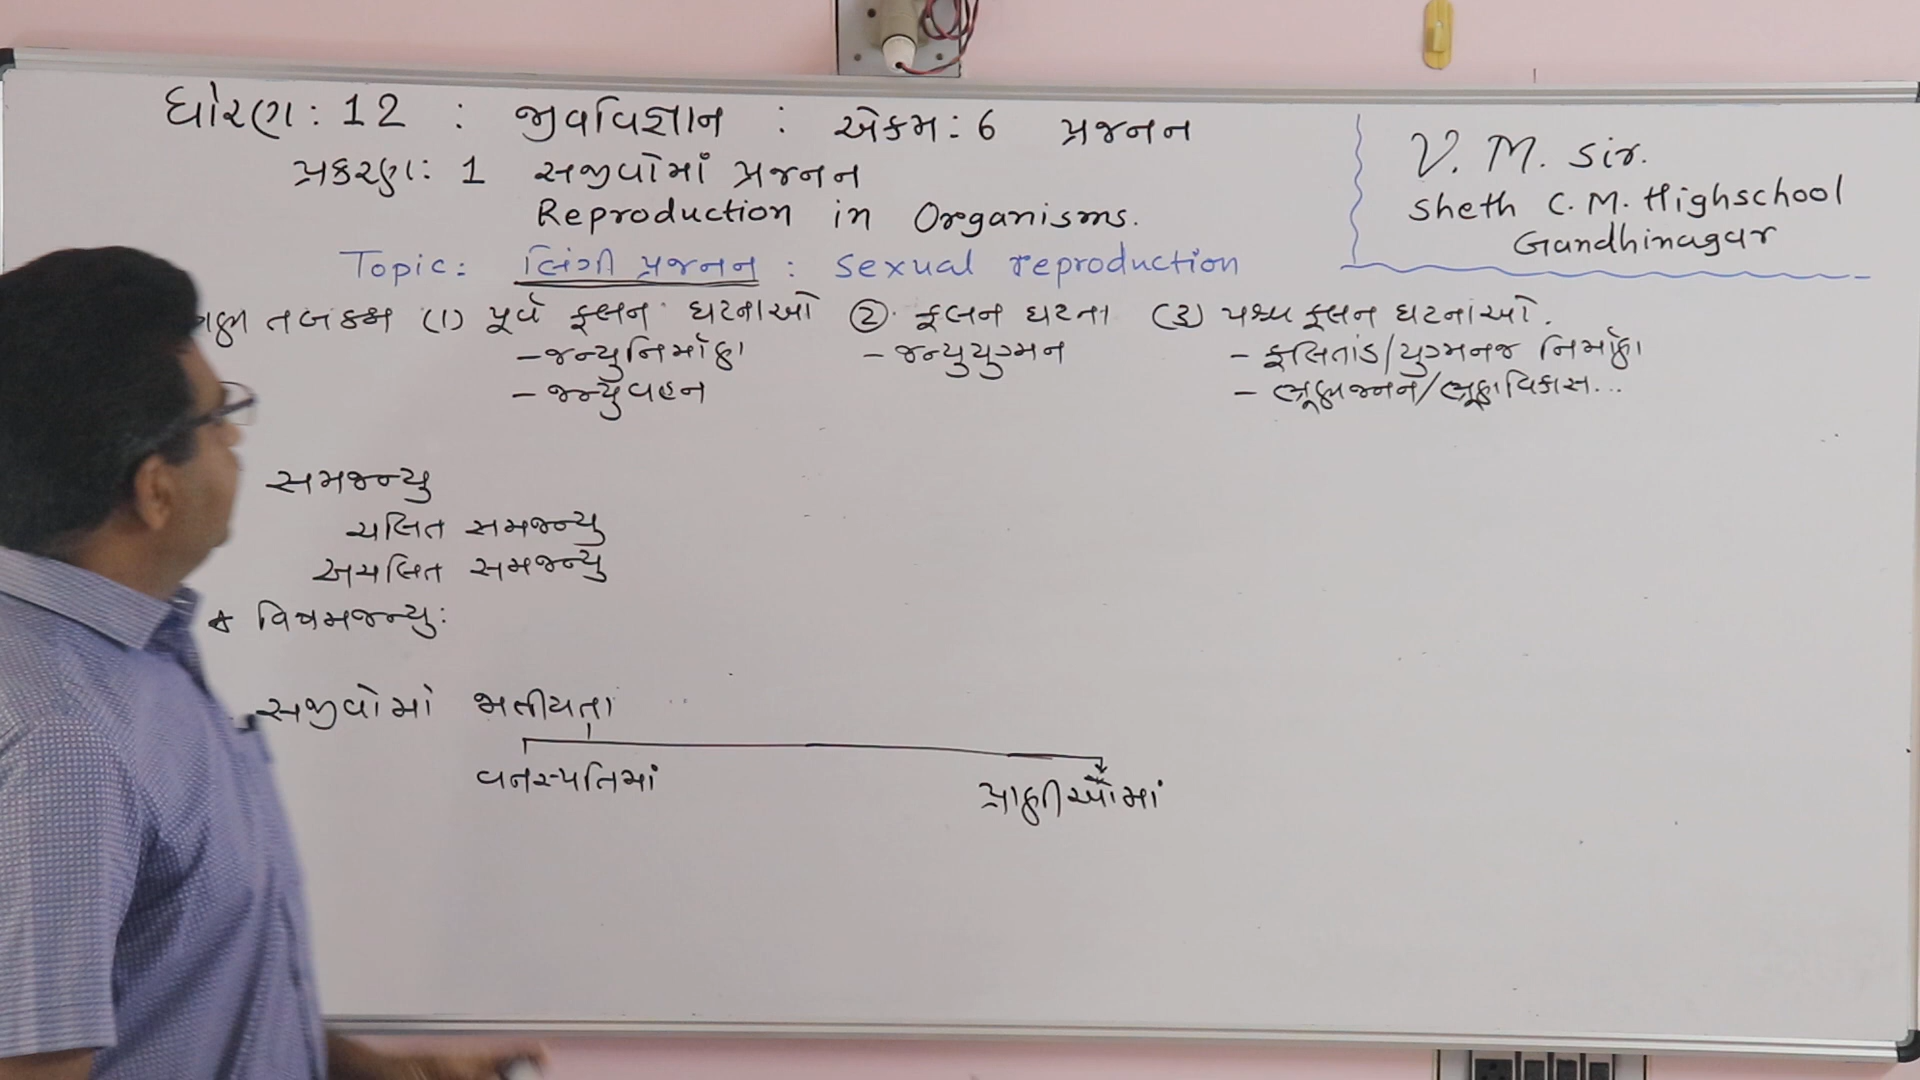 ધોરણ : 12 : જીવવિજ્ઞાન : એકમ : 6 પ્રજનન
પ્રકરણ : 1 સજીવોમાં પ્રજનન
Reproduction in Organisms.
V. M. Sir.
Sheth C. M. Highschool
Gandhinagar
Topic : લિંગી પ્રજનન : Sexual reproduction
તબક્કા (1) પૂર્વ ફલન ઘટનાઓ ② ફલન ઘટના (3) પશ્ચ ફલન ઘટનાઓ.
– જન્યુનિર્માણ – જન્યુયુગ્મન – ફલિતાંડ/યુગ્મનજ નિર્માણ
– જન્યુવહન – ભ્રૂણજનન/ભ્રૂણવિકાસ...
સમજન્યુ
ચલિત સમજન્યુ
અચલિત સમજન્યુ
* વિષમજન્યુ :
સજીવોમાં જાતીયતા
વનસ્પતિમાં પ્રાણીઓમાં